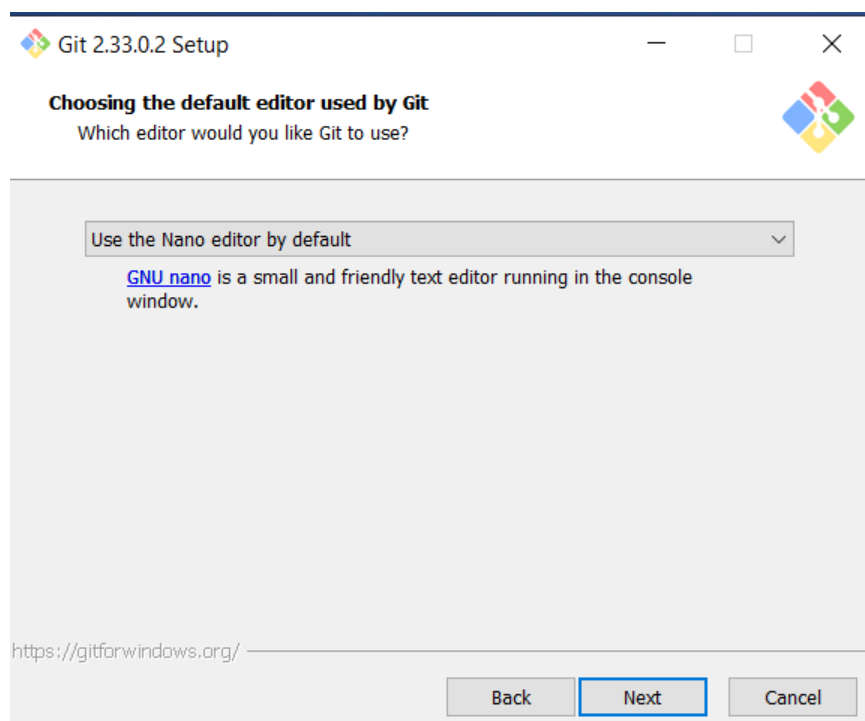 Git 2.33.0.2 Setup
Choosing the default editor used by Git
Which editor would you like Git to use?
Use the Nano editor by default
GNU nano is a small and friendly text editor running in the console
window.
https://gitforwindows.org/
Back
Next
Cancel